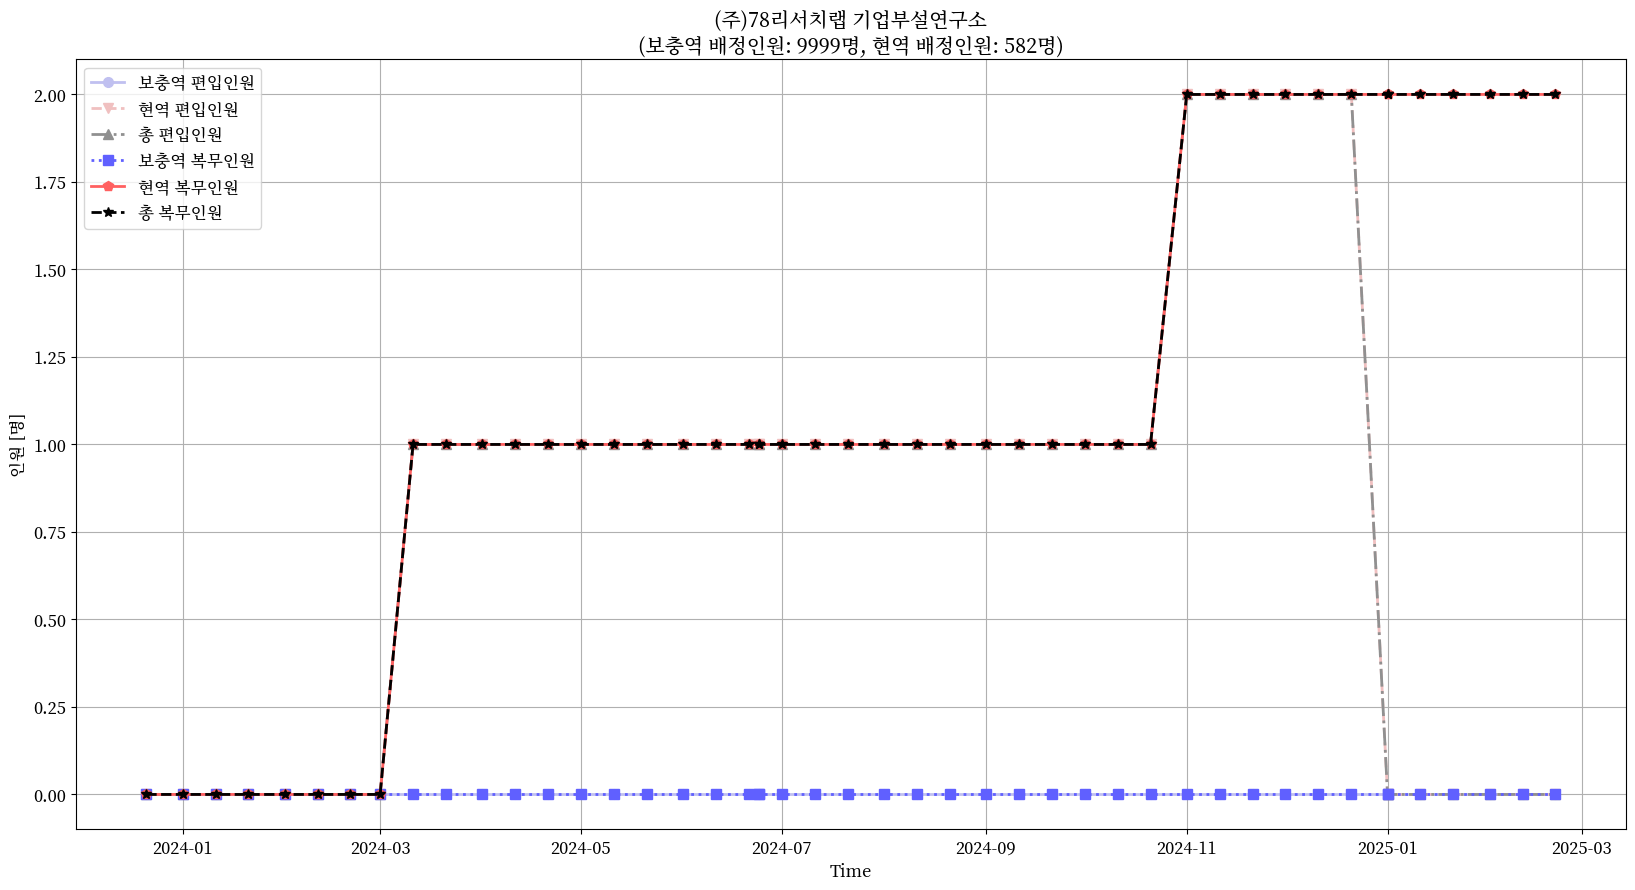 (주)78리서치랩 기업부설연구소
(보충역 배정인원: 9999명, 현역 배정인원: 582명)
보충역 편입인원
현역 편입인원
총 편입인원
보충역 복무인원
현역 복무인원
총 복무인원
2.00
1.75
1.50
1.25
1.00
0.75
0.50
0.25
0.00
인원 [명]
2024-01 2024-03 2024-05 2024-07 2024-09 2024-11 2025-01 2025-03
Time